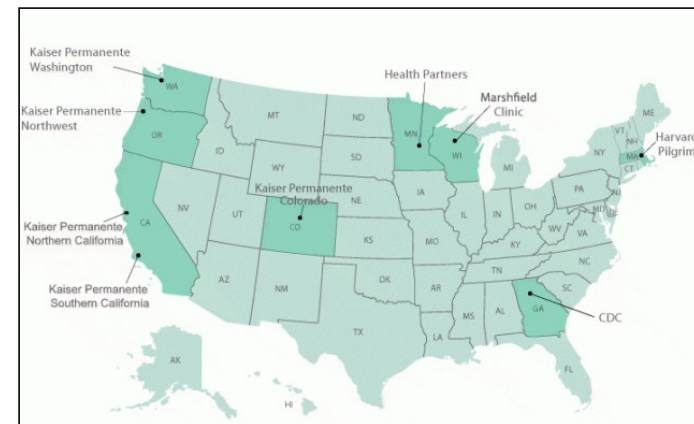 Kaiser Permanente
Washington
Health Partners
Marshfield
Clinic
Kaiser Permanente
Northwest
Harvard
Pilgrim
Kaiser Permanente
Colorado
Kaiser Permanente,
Northern California
Kaiser Permanente
Southern California
CDC
WA
OR
CA
NV
ID
MT
WY
UT
AZ
CO
NM
ND
SD
NE
KS
OK
TX
MN
IA
MO
AR
LA
WI
IL
MI
IN
OH
KY
TN
MS
AL
GA
FL
SC
NC
VA
WV
PA
NY
VT
NH
ME
MA
CT
NJ
MD
AK
HI